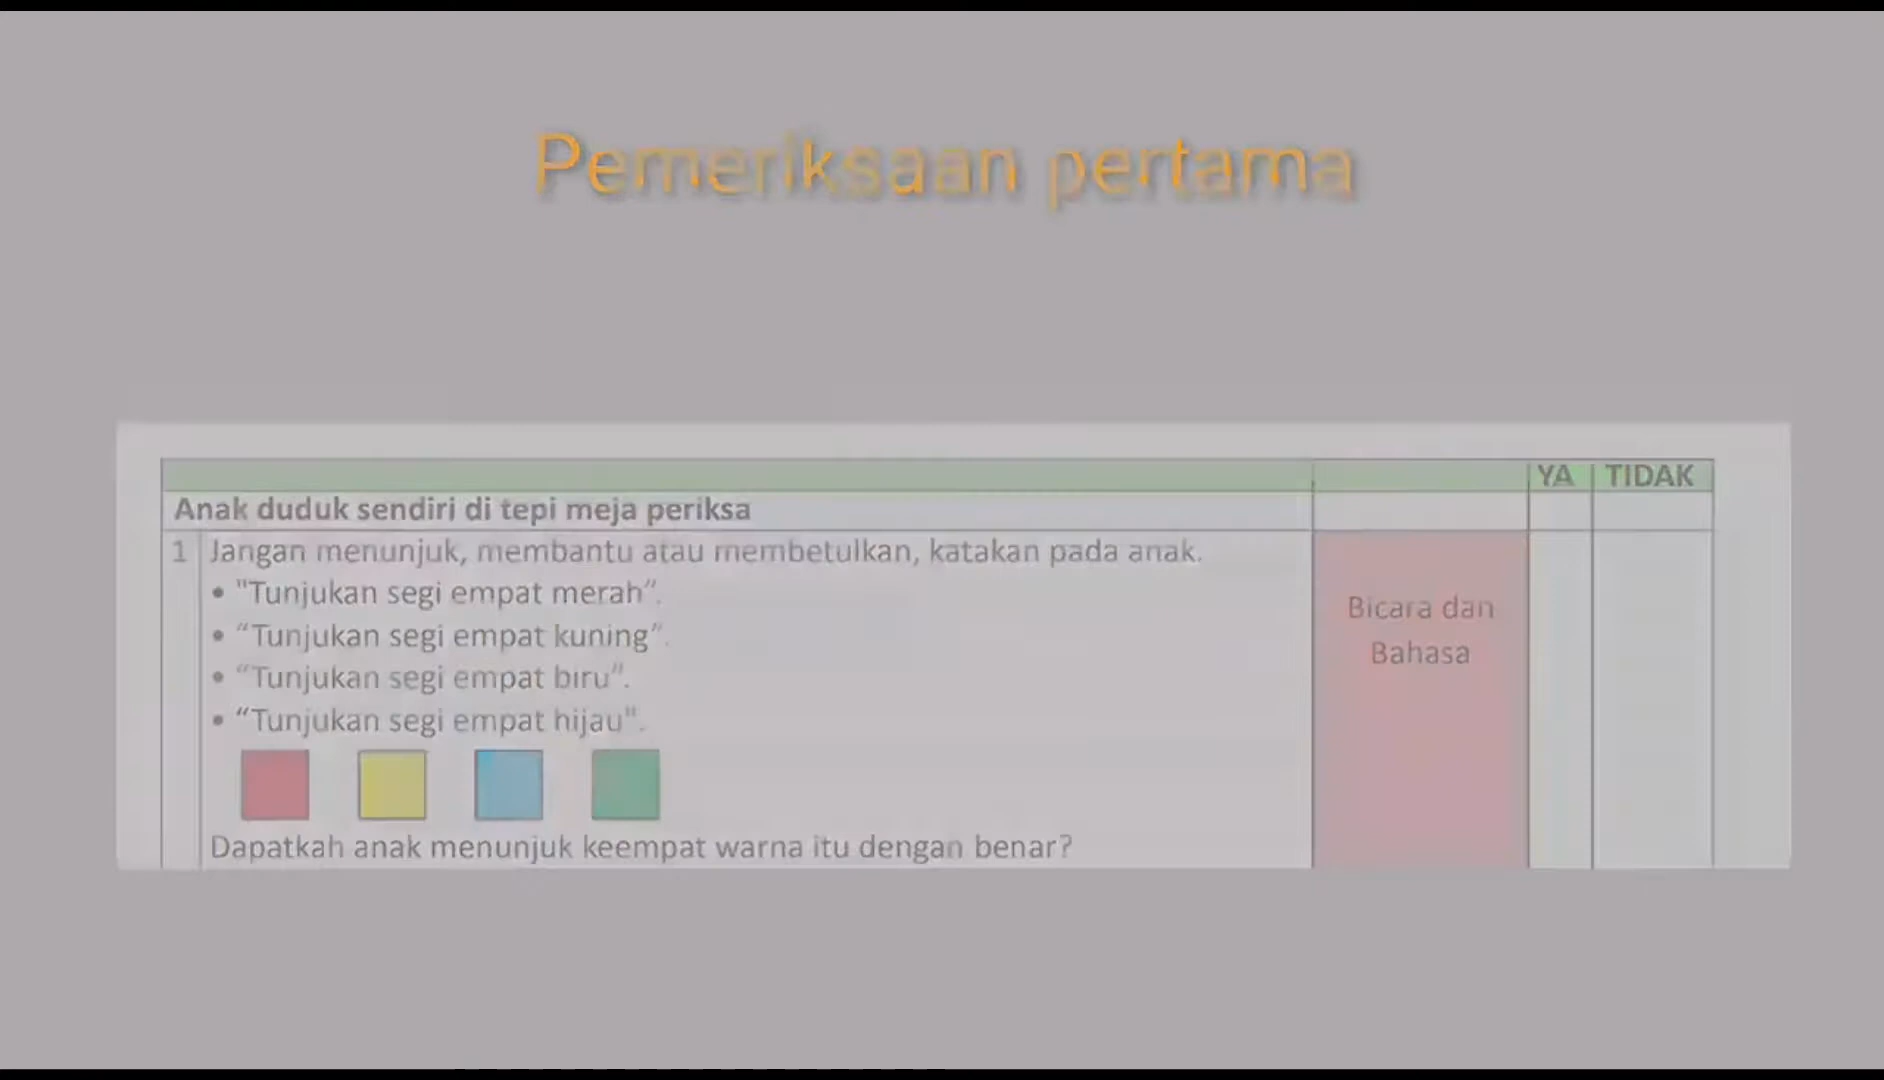 Pemeriksaan pertama
YA TIDAK
Anak duduk sendiri di tepi meja periksa
1 Jangan menunjuk, membantu atau membetulkan, katakan pada anak.
• "Tunjukan segi empat merah”.
• “Tunjukan segi empat kuning”.
• “Tunjukan segi empat biru”.
• “Tunjukan segi empat hijau".
Dapatkah anak menunjuk keempat warna itu dengan benar?
Bicara dan
Bahasa